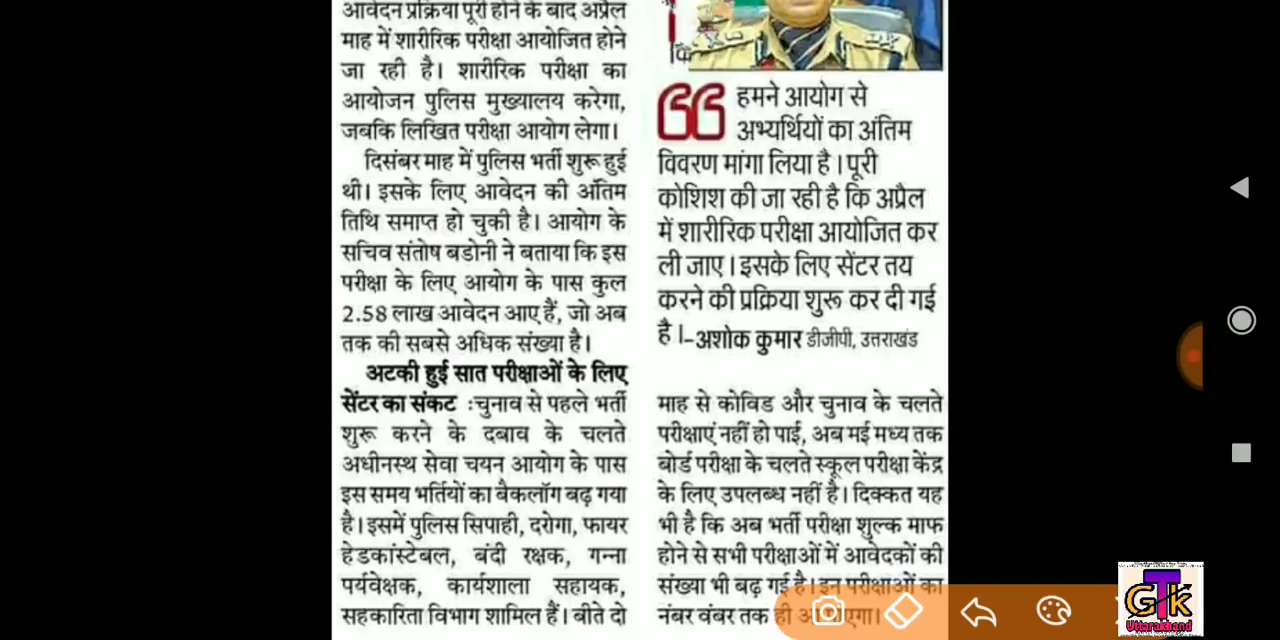 आवेदन प्रक्रिया पूरी होने के बाद अप्रैल
माह में शारीरिक परीक्षा आयोजित होने
जा रही है। शारीरिक परीक्षा का
आयोजन पुलिस मुख्यालय करेगा,
जबकि लिखित परीक्षा आयोग लेगा।
दिसंबर माह में पुलिस भर्ती शुरू हुई
थी। इसके लिए आवेदन की अंतिम
तिथि समाप्त हो चुकी है। आयोग के
सचिव संतोष बडोनी ने बताया कि इस
परीक्षा के लिए आयोग के पास कुल
2.58 लाख आवेदन आए हैं, जो अब
तक की सबसे अधिक संख्या है।
अटकी हुई सात परीक्षाओं के लिए
सेंटर का संकट : चुनाव से पहले भर्ती
शुरू करने के दबाव के चलते
अधीनस्थ सेवा चयन आयोग के पास
इस समय भर्तियों का बैकलॉग बढ़ गया
है। इसमें पुलिस सिपाही, दरोगा, फायर
हेडकांस्टेबल, बंदी रक्षक, गन्ना
पर्यवेक्षक, कार्यशाला सहायक,
सहकारिता विभाग शामिल हैं। बीते दो
हमने आयोग से
अभ्यर्थियों का अंतिम
विवरण मांगा लिया है। पूरी
कोशिश की जा रही है कि अप्रैल
में शारीरिक परीक्षा आयोजित कर
ली जाए। इसके लिए सेंटर तय
करने की प्रक्रिया शुरू कर दी गई
है।-अशोक कुमार डीजीपी, उत्तराखंड
माह से कोविड और चुनाव के चलते
परीक्षाएं नहीं हो पाई, अब मई मध्य तक
बोर्ड परीक्षा के चलते स्कूल परीक्षा केंद्र
के लिए उपलब्ध नहीं है। दिक्कत यह
भी है कि अब भर्ती परीक्षा शुल्क माफ
होने से सभी परीक्षाओं में आवेदकों की
संख्या भी बढ़ गई है। इन परीक्षाओं का
नंबर वंबर तक ही
GTK
Uttarakhand